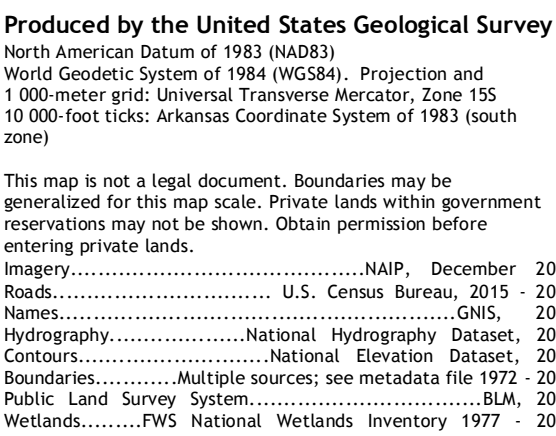 Produced by the United States Geological Survey
North American Datum of 1983 (NAD83)
World Geodetic System of 1984 (WGS84). Projection and
1 000-meter grid: Universal Transverse Mercator, Zone 15S
10 000-foot ticks: Arkansas Coordinate System of 1983 (south
zone)
This map is not a legal document. Boundaries may be
generalized for this map scale. Private lands within government
reservations may not be shown. Obtain permission before
entering private lands.
Imagery.........................................NAIP, December 20
Roads.............................. U.S. Census Bureau, 2015 - 20
Names.......................................................GNIS, 20
Hydrography...................National Hydrography Dataset, 20
Contours...........................National Elevation Dataset, 20
Boundaries...........Multiple sources; see metadata file 1972 - 20
Public Land Survey System.................................BLM, 20
Wetlands.........FWS National Wetlands Inventory 1977 - 20